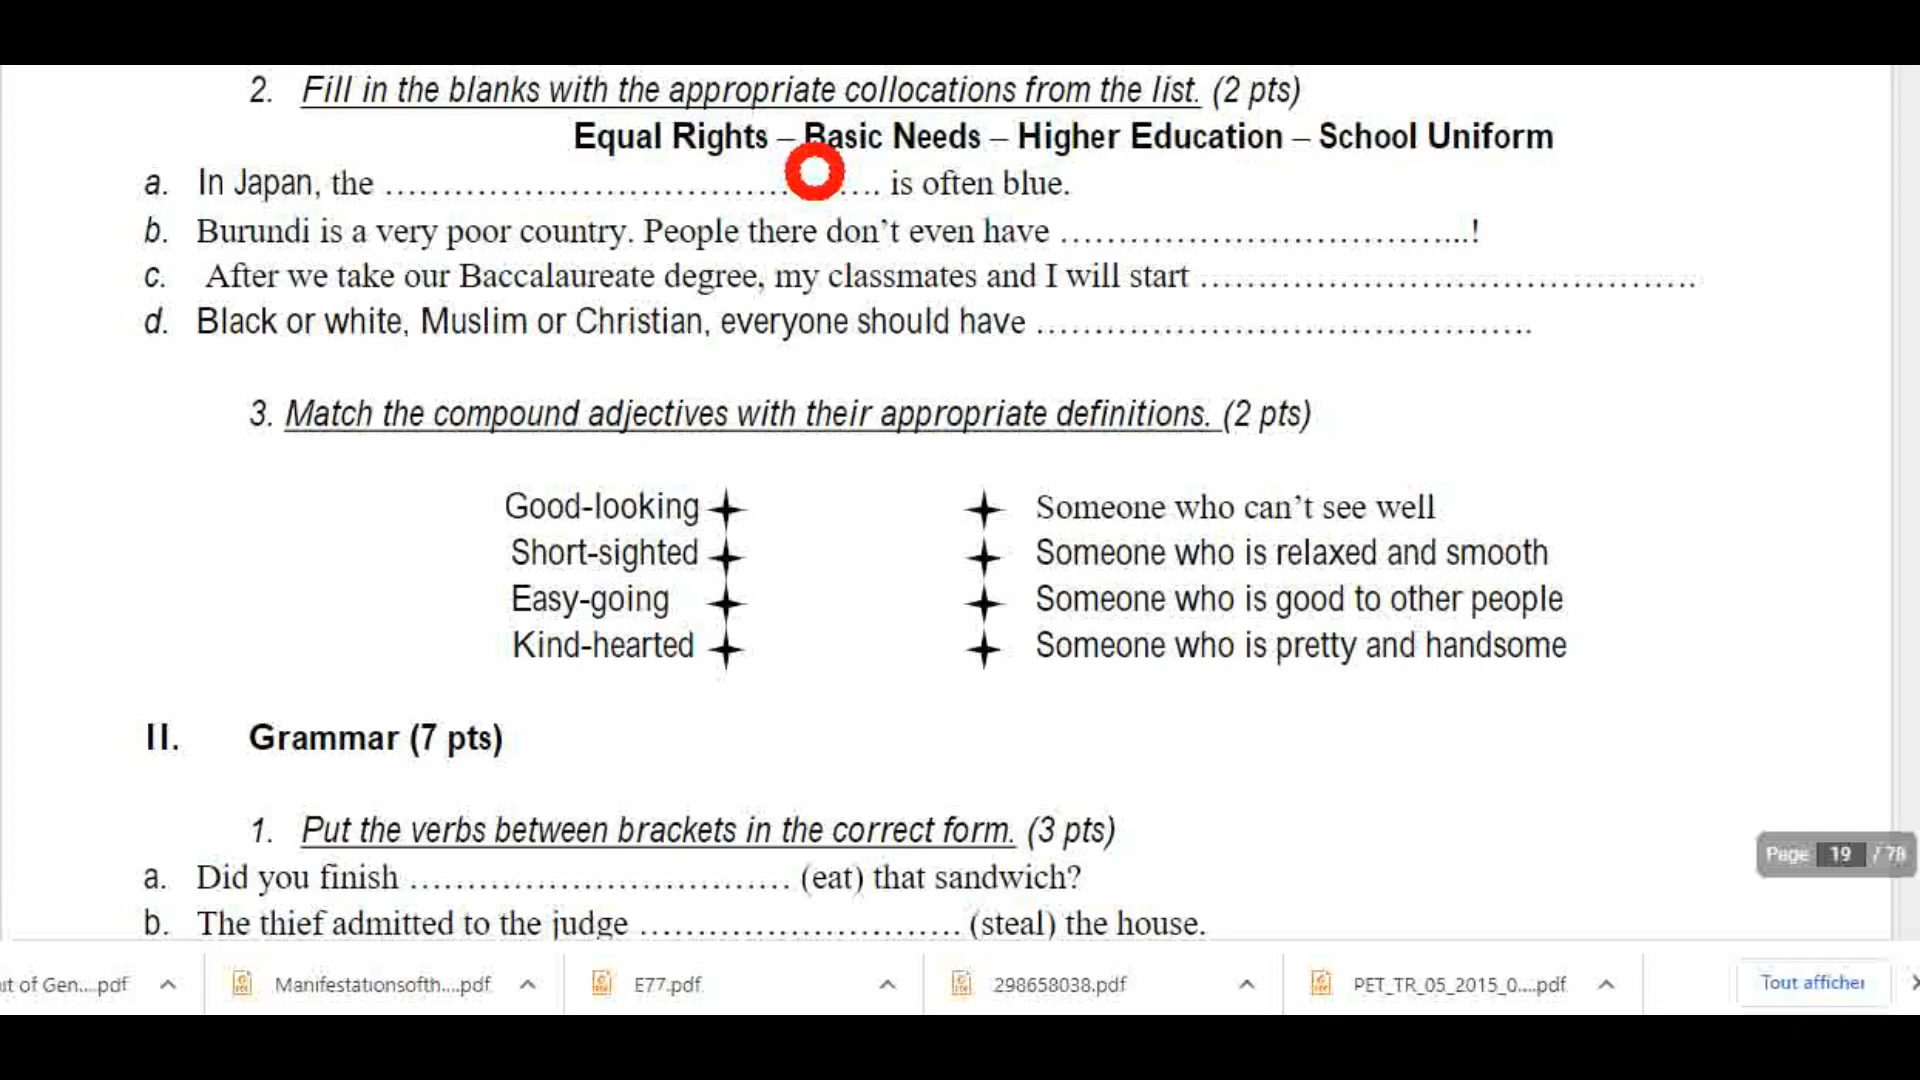 2. Fill in the blanks with the appropriate collocations from the list. (2 pts)
Equal Rights – Basic Needs – Higher Education – School Uniform
a. In Japan, the ………………………………………… is often blue.
b. Burundi is a very poor country. People there don’t even have …………………………………..!
c. After we take our Baccalaureate degree, my classmates and I will start …………………………………………
d. Black or white, Muslim or Christian, everyone should have …………………………………………
3. Match the compound adjectives with their appropriate definitions. (2 pts)
Good-looking Someone who can’t see well
Short-sighted Someone who is relaxed and smooth
Easy-going Someone who is good to other people
Kind-hearted Someone who is pretty and handsome
II. Grammar (7 pts)
1. Put the verbs between brackets in the correct form. (3 pts)
a. Did you finish ……………………………… (eat) that sandwich?
b. The thief admitted to the judge ………………………… (steal) the house.
Page 19 / 78
it of Gen....pdf Manifestationsofth....pdf E77.pdf 298658038.pdf PET_TR_05_2015_0....pdf Tout afficher